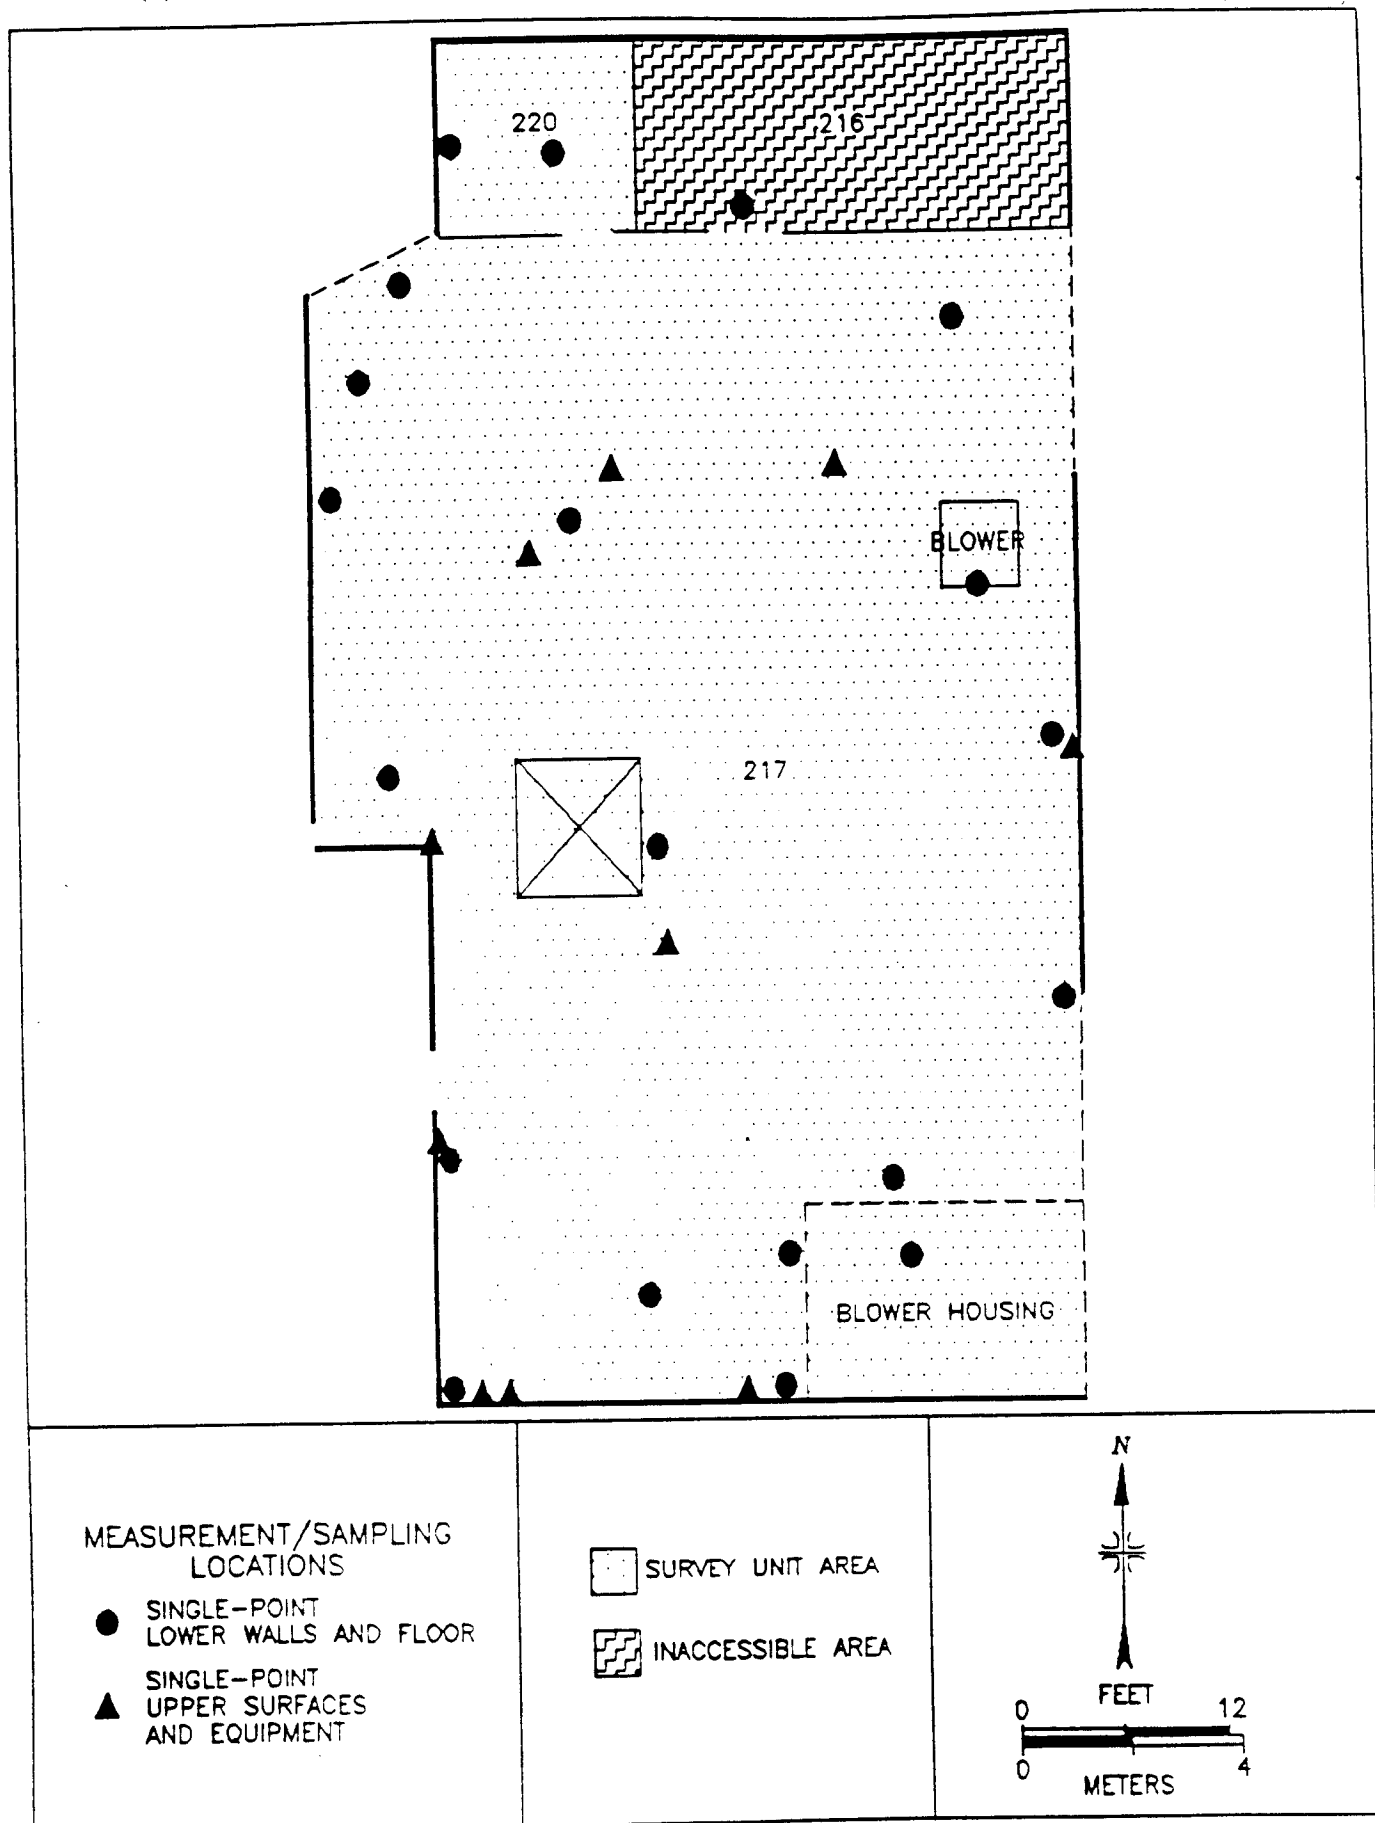 220
216
BLOWER
217
BLOWER HOUSING
MEASUREMENT/SAMPLING
LOCATIONS
SINGLE-POINT
LOWER WALLS AND FLOOR
SINGLE-POINT
UPPER SURFACES
AND EQUIPMENT
SURVEY UNIT AREA
INACCESSIBLE AREA
N
FEET
0 12
0 4
METERS